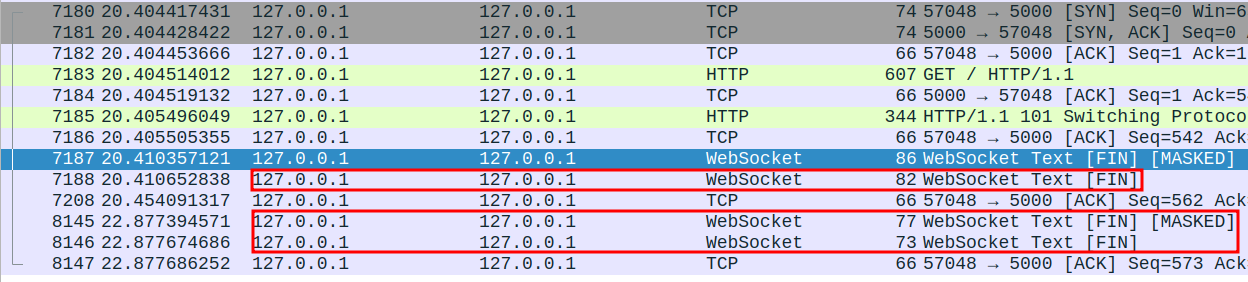 7180 20.404417431 127.0.0.1 127.0.0.1 TCP 74 57048 → 5000 [SYN] Seq=0 Win=6
7181 20.404428422 127.0.0.1 127.0.0.1 TCP 74 5000 → 57048 [SYN, ACK] Seq=0
7182 20.404453666 127.0.0.1 127.0.0.1 TCP 66 57048 → 5000 [ACK] Seq=1 Ack=1
7183 20.404514012 127.0.0.1 127.0.0.1 HTTP 607 GET / HTTP/1.1
7184 20.404519132 127.0.0.1 127.0.0.1 TCP 66 5000 → 57048 [ACK] Seq=1 Ack=5
7185 20.405496049 127.0.0.1 127.0.0.1 HTTP 344 HTTP/1.1 101 Switching Protoco
7186 20.405505355 127.0.0.1 127.0.0.1 TCP 66 57048 → 5000 [ACK] Seq=542 Ack
7187 20.410357121 127.0.0.1 127.0.0.1 WebSocket 86 WebSocket Text [FIN] [MASKED]
7188 20.410652838 127.0.0.1 127.0.0.1 WebSocket 82 WebSocket Text [FIN]
7208 20.454091317 127.0.0.1 127.0.0.1 TCP 66 57048 → 5000 [ACK] Seq=562 Ack
8145 22.877394571 127.0.0.1 127.0.0.1 WebSocket 77 WebSocket Text [FIN] [MASKED]
8146 22.877674686 127.0.0.1 127.0.0.1 WebSocket 73 WebSocket Text [FIN]
8147 22.877686252 127.0.0.1 127.0.0.1 TCP 66 57048 → 5000 [ACK] Seq=573 Ack